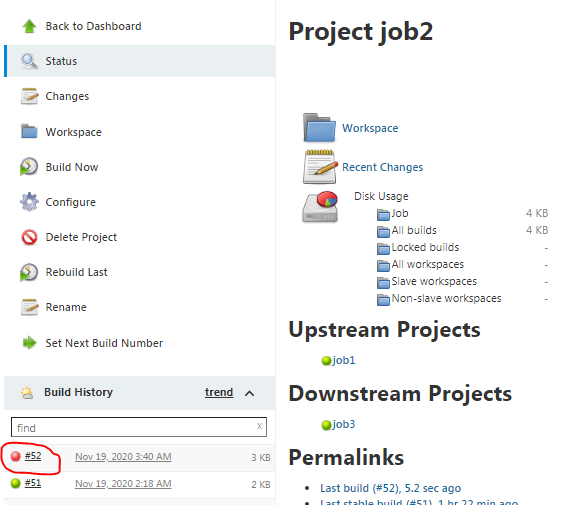 Back to Dashboard
Status
Changes
Workspace
Build Now
Configure
Delete Project
Rebuild Last
Rename
Set Next Build Number
Build History trend
find x
#52 Nov 19, 2020 3:40 AM 3 KB
#51 Nov 19, 2020 2:18 AM 2 KB
Project job2
Workspace
Recent Changes
Disk Usage
Job 4 KB
All builds 4 KB
Locked builds -
All workspaces -
Slave workspaces -
Non-slave workspaces -
Upstream Projects
job1
Downstream Projects
job3
Permalinks
Last build (#52), 5.2 sec ago
Last stable build (#51), 1 hr 22 min ago